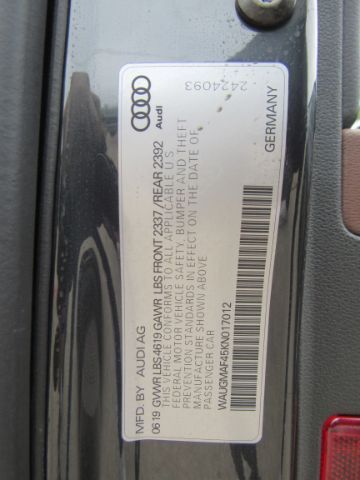 Audi
2424093
GERMANY
MFD. BY AUDI AG
06 19 GVWR LBS 4619 GAWR LBS FRONT 2337 / REAR 2392
THIS VEHICLE CONFORMS TO ALL APPLICABLE U S
FEDERAL MOTOR VEHICLE SAFETY, BUMPER AND THEFT
STANDARDS IN EFFECT ON THE DATE OF
MANUFACTURE SHOWN ABOVE
PASSENGER CAR
WAUGMAF45KN017012